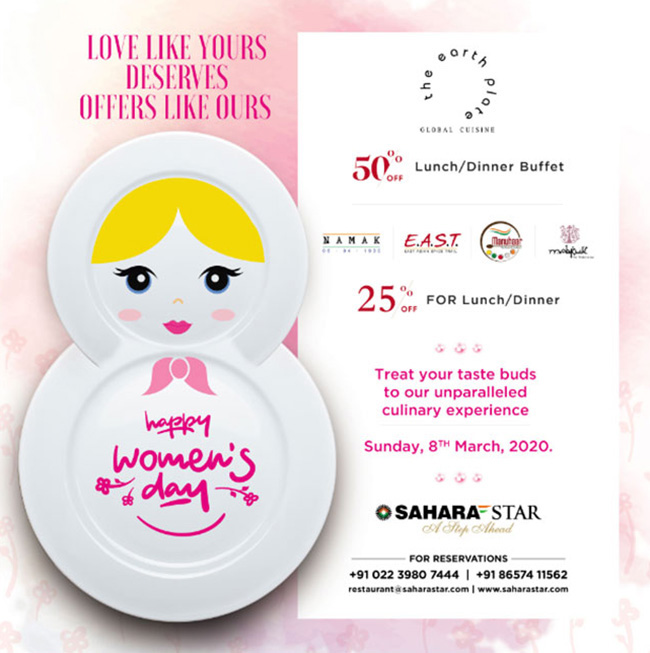 LOVE LIKE YOURS
DESERVES
OFFERS LIKE OURS
happy
women's
day
the earth plate
GLOBAL CUISINE
50% OFF Lunch/Dinner Buffet
NAMAK
E.A.S.T.
Manuhaar
25% OFF FOR Lunch/Dinner
Treat your taste buds
to our unparalleled
culinary experience
Sunday, 8TH March, 2020.
SAHARA STAR
A Step Ahead
FOR RESERVATIONS
+91 022 3980 7444 | +91 86574 11562
restaurant@saharastar.com | www.saharastar.com